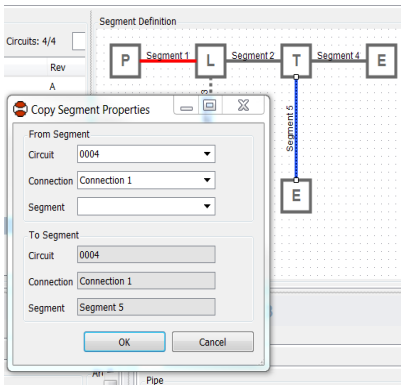 Segment Definition
Circuits: 4/4
Rev
A
P
Segment 1
L
Segment 2
T
Segment 4
E
3
Segment 5
E
Copy Segment Properties
From Segment
Circuit 0004
Connection Connection 1
Segment
To Segment
Circuit 0004
Connection Connection 1
Segment Segment 5
OK Cancel
Pipe